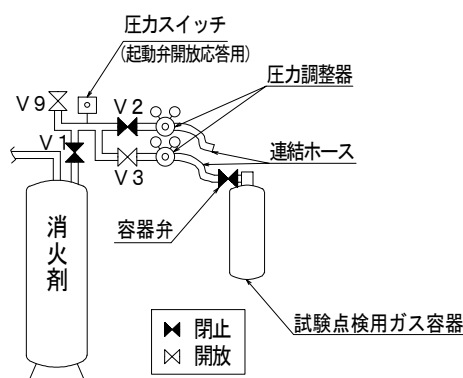 圧力スイッチ
(起動弁開放応答用)
圧力調整器
V9
V2
V1
連結ホース
V3
容器弁
消火剤
試験点検用ガス容器
閉止
開放